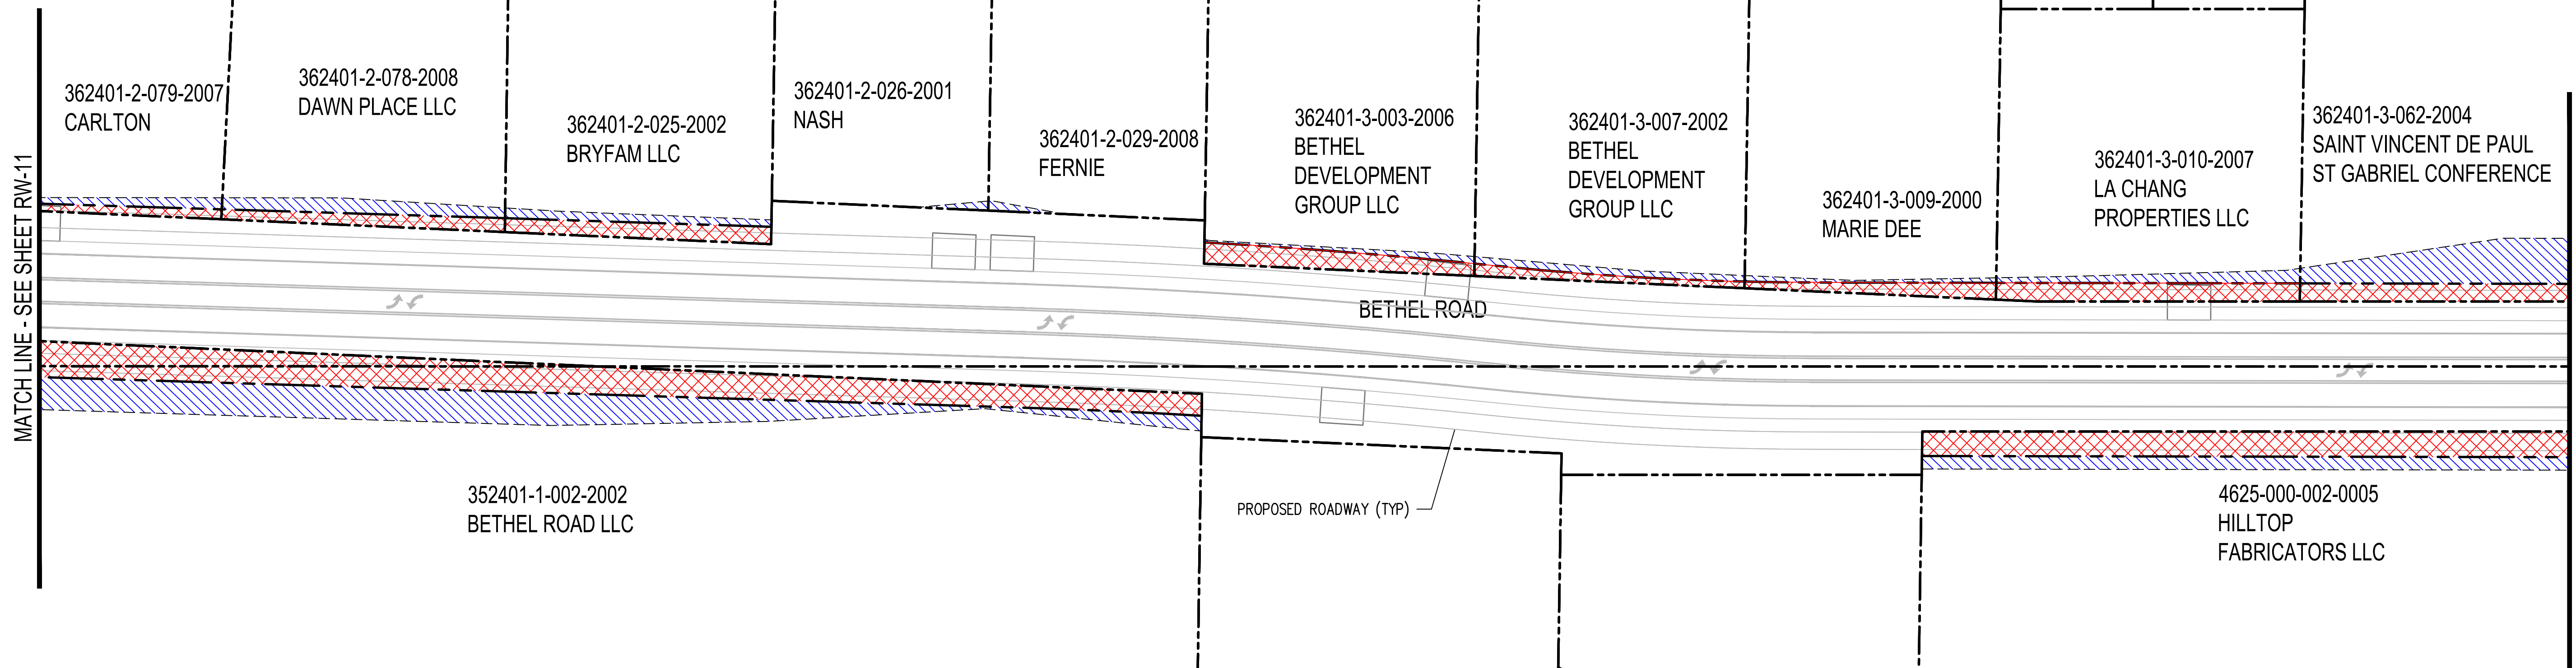 MATCH LINE - SEE SHEET RW-11
362401-2-079-2007
CARLTON
362401-2-078-2008
DAWN PLACE LLC
362401-2-025-2002
BRYFAM LLC
362401-2-026-2001
NASH
362401-2-029-2008
FERNIE
362401-3-003-2006
BETHEL
DEVELOPMENT
GROUP LLC
362401-3-007-2002
BETHEL
DEVELOPMENT
GROUP LLC
362401-3-009-2000
MARIE DEE
362401-3-010-2007
LA CHANG
PROPERTIES LLC
362401-3-062-2004
SAINT VINCENT DE PAUL
ST GABRIEL CONFERENCE
BETHEL ROAD
352401-1-002-2002
BETHEL ROAD LLC
PROPOSED ROADWAY (TYP)
4625-000-002-0005
HILLTOP
FABRICATORS LLC